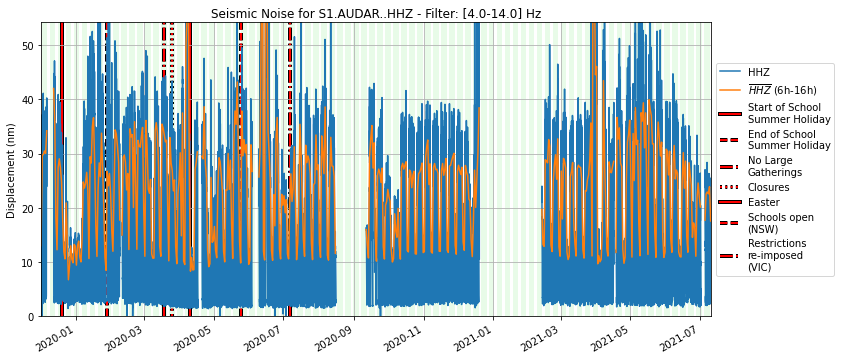 Seismic Noise for S1.AUDAR..HHZ - Filter: [4.0-14.0] Hz
Displacement (nm)
50
40
30
20
10
0
2020-01
2020-03
2020-05
2020-07
2020-09
2020-11
2021-01
2021-03
2021-05
2021-07
HHZ
HHZ (6h-16h)
Start of School
Summer Holiday
End of School
Summer Holiday
No Large
Gatherings
Closures
Easter
Schools open
(NSW)
Restrictions
re-imposed
(VIC)